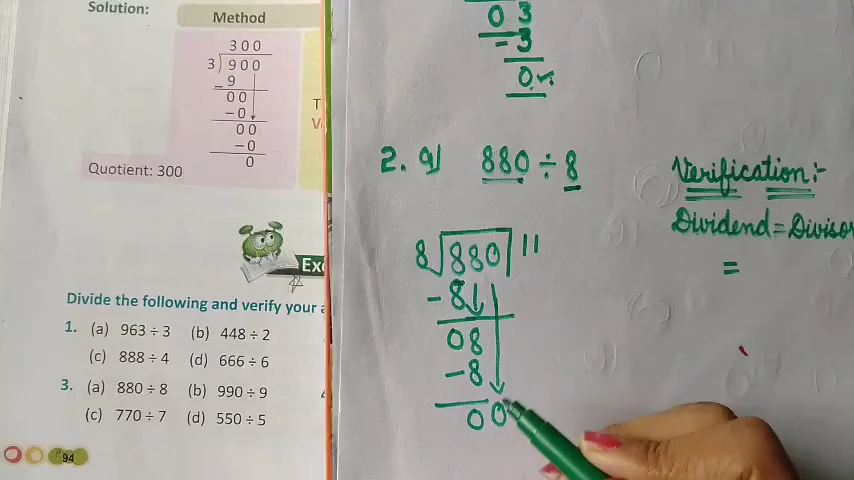 Solution:
Method
300
3)900
-9
00
-0
00
-0
0
Quotient: 300
T
V
Ex
Divide the following and verify your a
1. (a) 963 ÷ 3 (b) 448 ÷ 2
(c) 888 ÷ 4 (d) 666 ÷ 6
3. (a) 880 ÷ 8 (b) 990 ÷ 9
(c) 770 ÷ 7 (d) 550 ÷ 5
94
03
-3
0
2. a) 880 ÷ 8
8)880 11
-8
08
-8
00
Verification:-
Dividend = Divisor
=